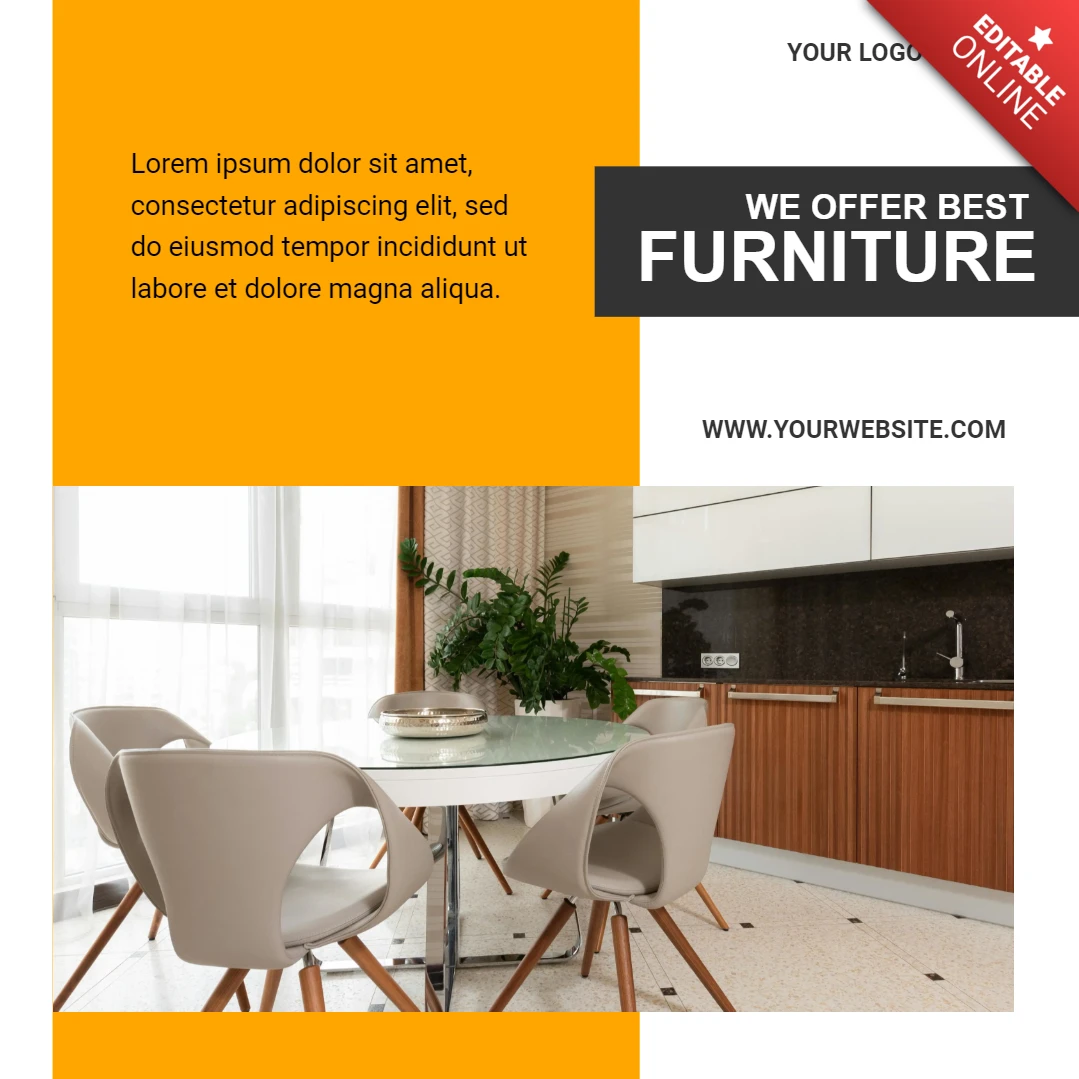 YOUR LOGO
EDITABLE
ONLINE
Lorem ipsum dolor sit amet,
consectetur adipiscing elit, sed
do eiusmod tempor incididunt ut
labore et dolore magna aliqua.
WE OFFER BEST
FURNITURE
WWW.YOURWEBSITE.COM